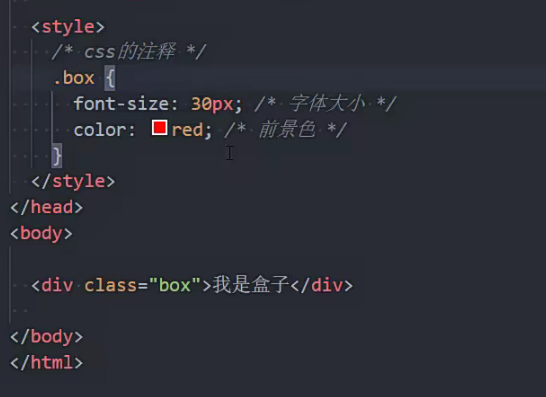 <style>
/* css的注释 */
.box {
font-size: 30px; /* 字体大小 */
color: red; /* 前景色 */
}
</style>
</head>
<body>
<div class="box">我是盒子</div>
</body>
</html>